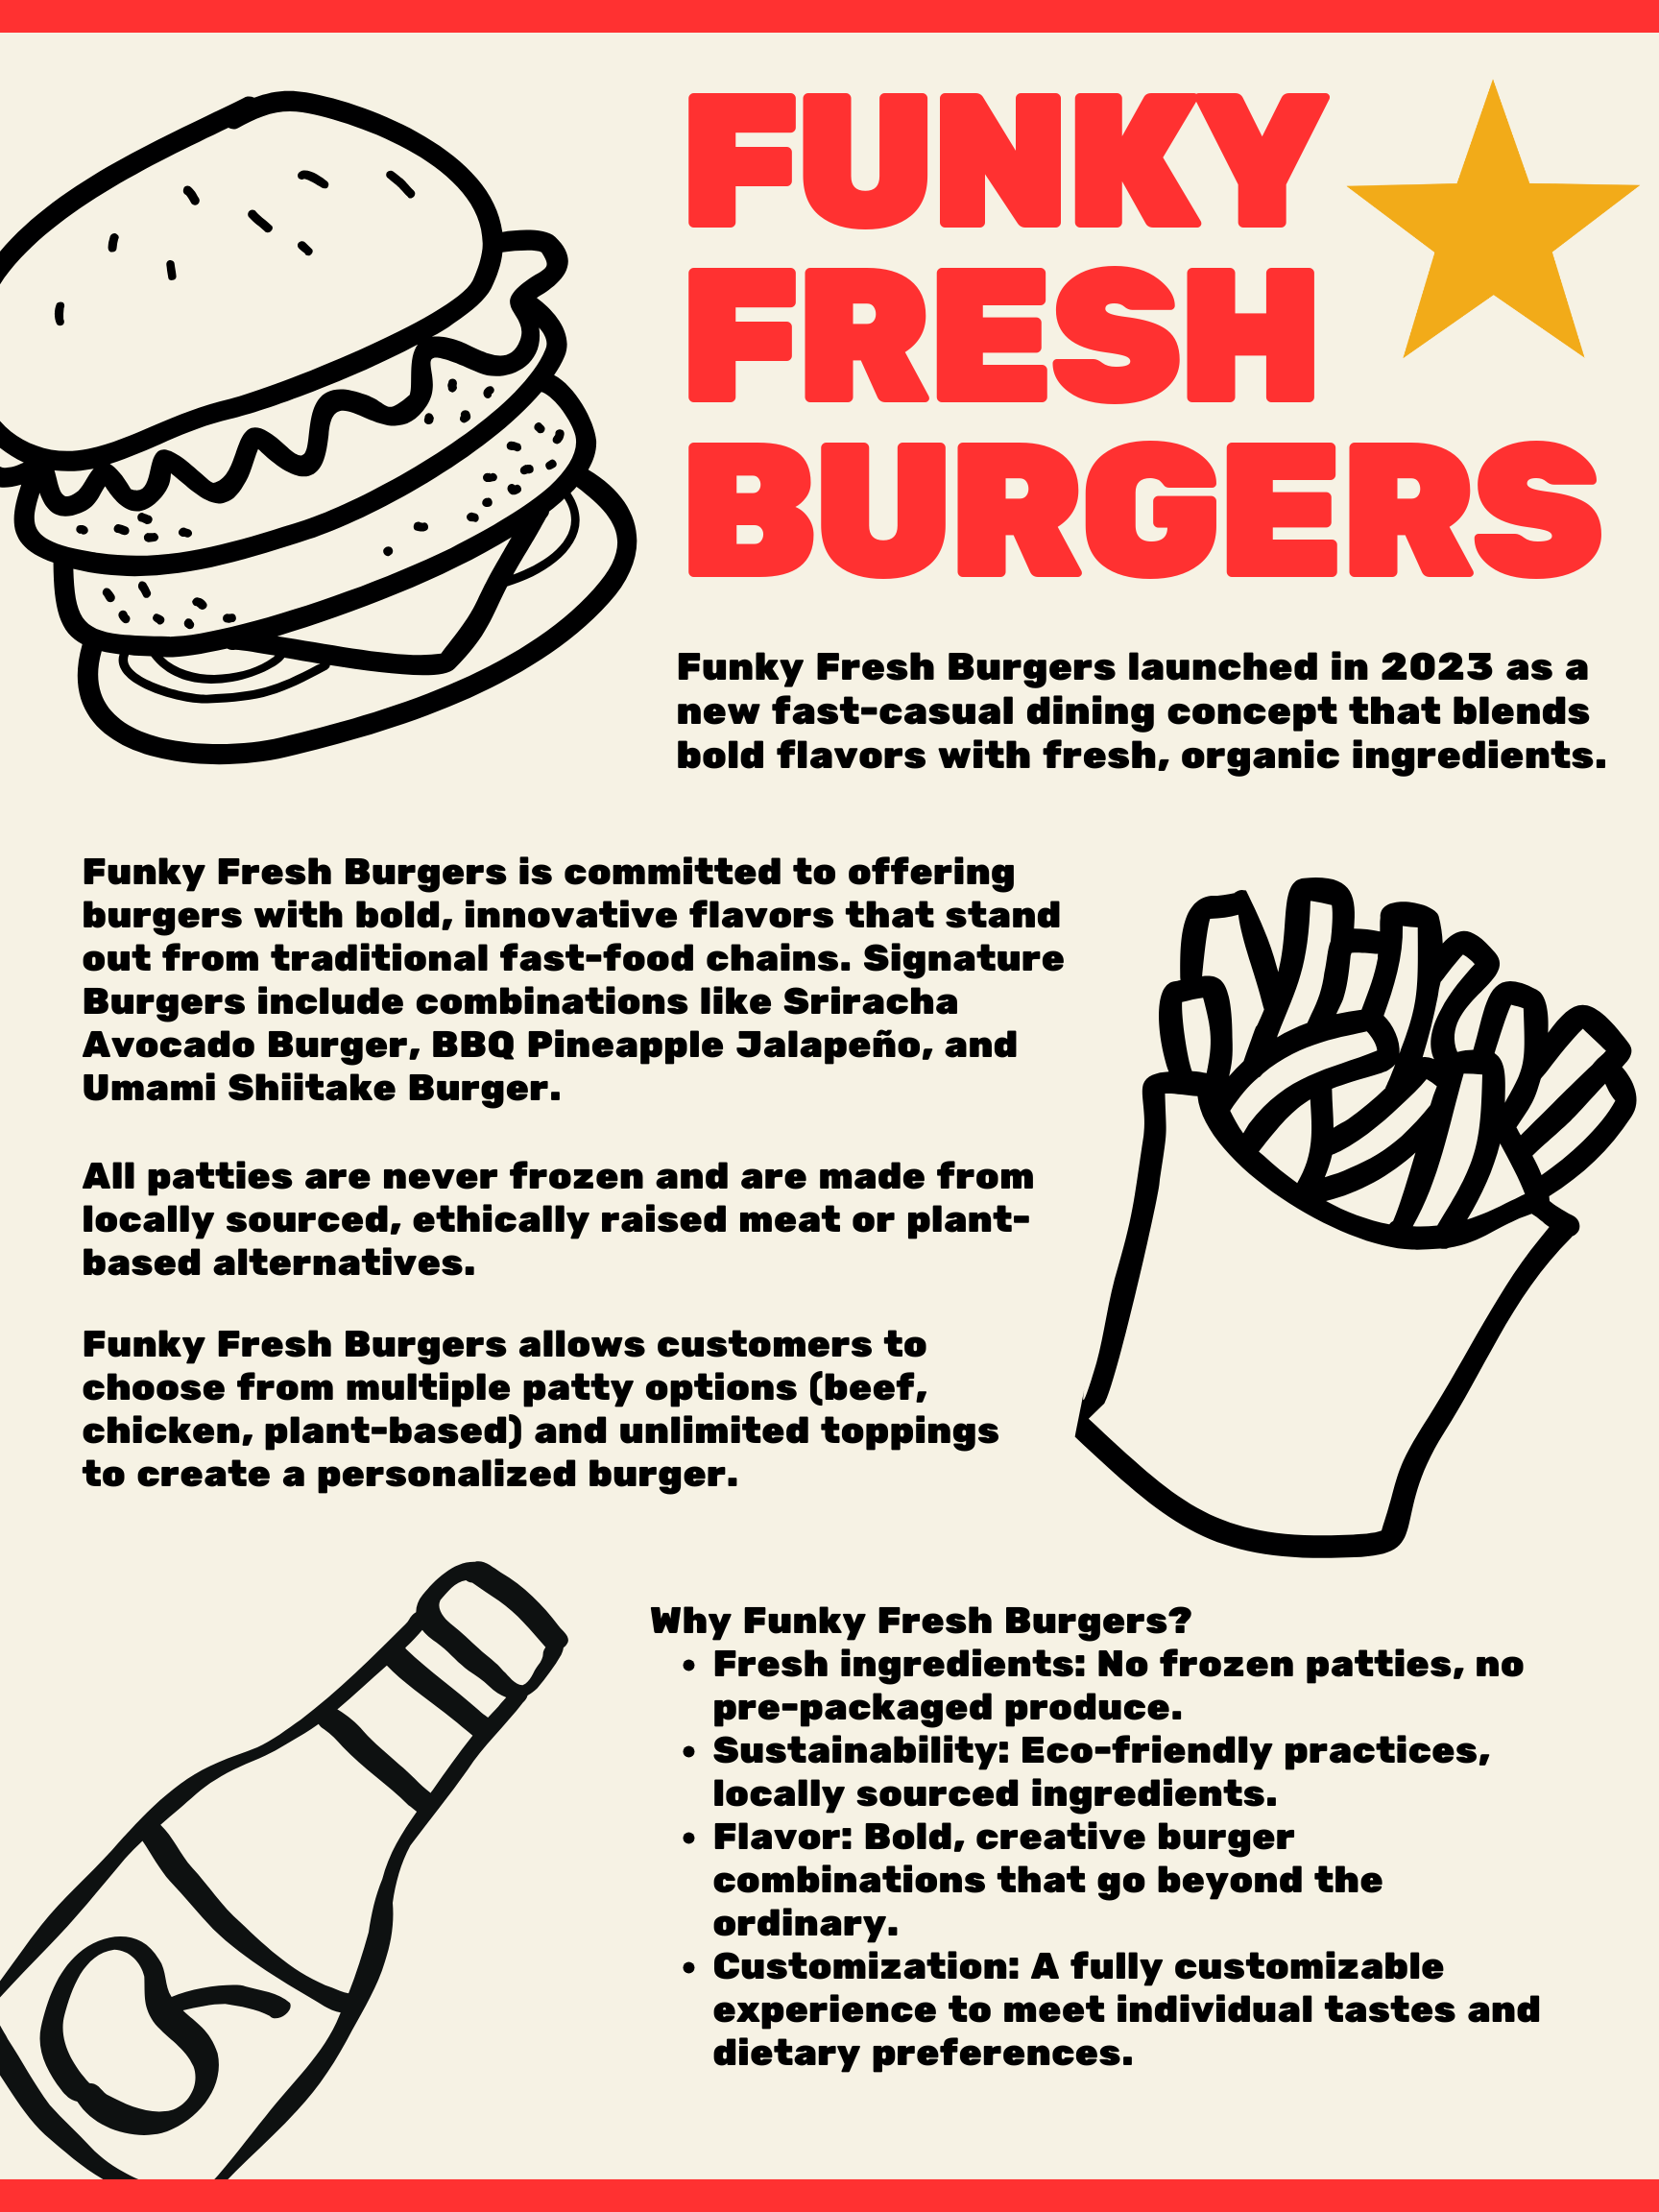 FUNKY
FRESH
BURGERS
Funky Fresh Burgers launched in 2023 as a
new fast-casual dining concept that blends
bold flavors with fresh, organic ingredients.
Funky Fresh Burgers is committed to offering
burgers with bold, innovative flavors that stand
out from traditional fast-food chains. Signature
Burgers include combinations like Sriracha
Avocado Burger, BBQ Pineapple Jalapeño, and
Umami Shiitake Burger.
All patties are never frozen and are made from
locally sourced, ethically raised meat or plant-
based alternatives.
Funky Fresh Burgers allows customers to
choose from multiple patty options (beef,
chicken, plant-based) and unlimited toppings
to create a personalized burger.
Why Funky Fresh Burgers?
• Fresh ingredients: No frozen patties, no
pre-packaged produce.
• Sustainability: Eco-friendly practices,
locally sourced ingredients.
• Flavor: Bold, creative burger
combinations that go beyond the
ordinary.
• Customization: A fully customizable
experience to meet individual tastes and
dietary preferences.